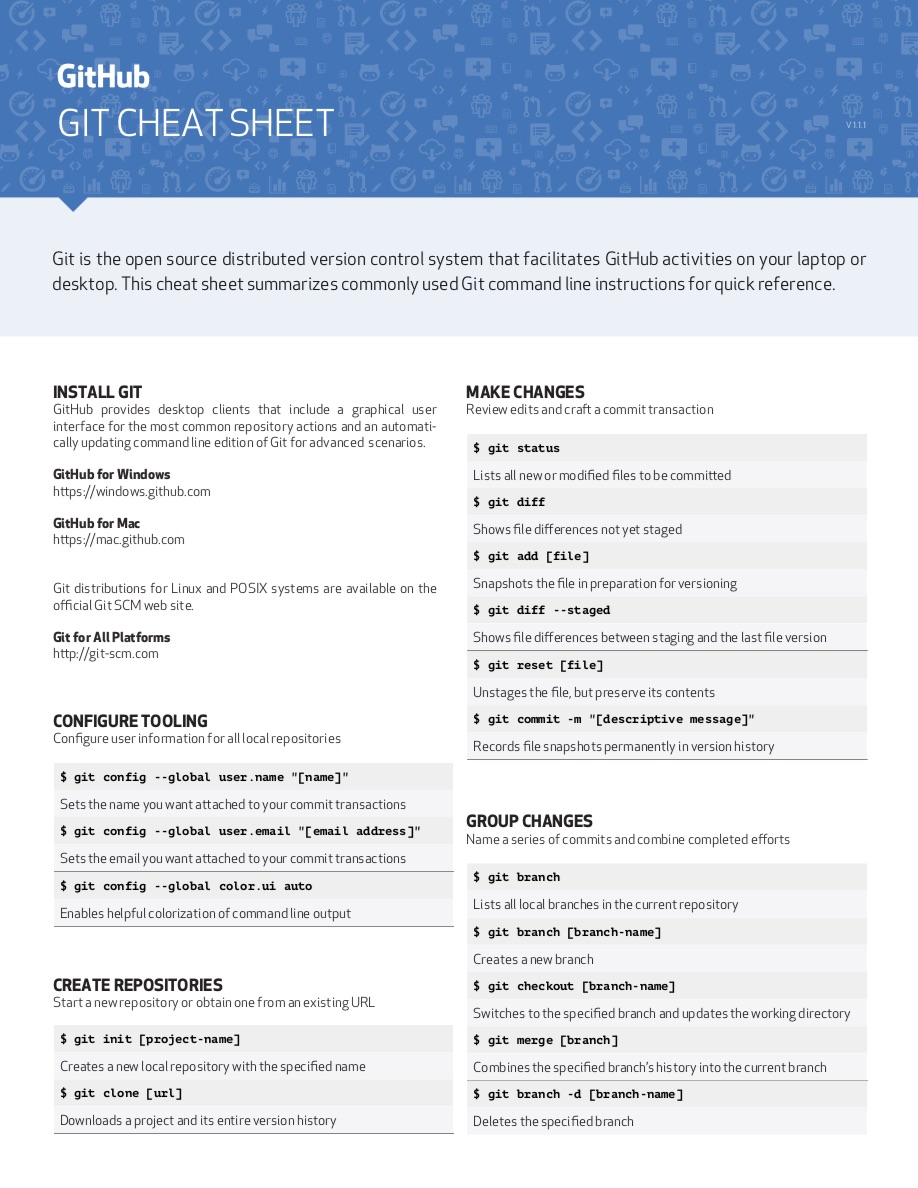 GitHub
GIT CHEAT SHEET
V 1.1.1
Git is the open source distributed version control system that facilitates GitHub activities on your laptop or
desktop. This cheat sheet summarizes commonly used Git command line instructions for quick reference.
INSTALL GIT
GitHub provides desktop clients that include a graphical user
interface for the most common repository actions and an automati-
cally updating command line edition of Git for advanced scenarios.
GitHub for Windows
https://windows.github.com
GitHub for Mac
https://mac.github.com
Git distributions for Linux and POSIX systems are available on the
official Git SCM web site.
Git for All Platforms
http://git-scm.com
CONFIGURE TOOLING
Configure user information for all local repositories
$ git config --global user.name "[name]"
Sets the name you want attached to your commit transactions
$ git config --global user.email "[email address]"
Sets the email you want attached to your commit transactions
$ git config --global color.ui auto
Enables helpful colorization of command line output
CREATE REPOSITORIES
Start a new repository or obtain one from an existing URL
$ git init [project-name]
Creates a new local repository with the specified name
$ git clone [url]
Downloads a project and its entire version history
MAKE CHANGES
Review edits and craft a commit transaction
$ git status
Lists all new or modified files to be committed
$ git diff
Shows file differences not yet staged
$ git add [file]
Snapshots the file in preparation for versioning
$ git diff --staged
Shows file differences between staging and the last file version
$ git reset [file]
Unstages the file, but preserve its contents
$ git commit -m "[descriptive message]"
Records file snapshots permanently in version history
GROUP CHANGES
Name a series of commits and combine completed efforts
$ git branch
Lists all local branches in the current repository
$ git branch [branch-name]
Creates a new branch
$ git checkout [branch-name]
Switches to the specified branch and updates the working directory
$ git merge [branch]
Combines the specified branch’s history into the current branch
$ git branch -d [branch-name]
Deletes the specified branch